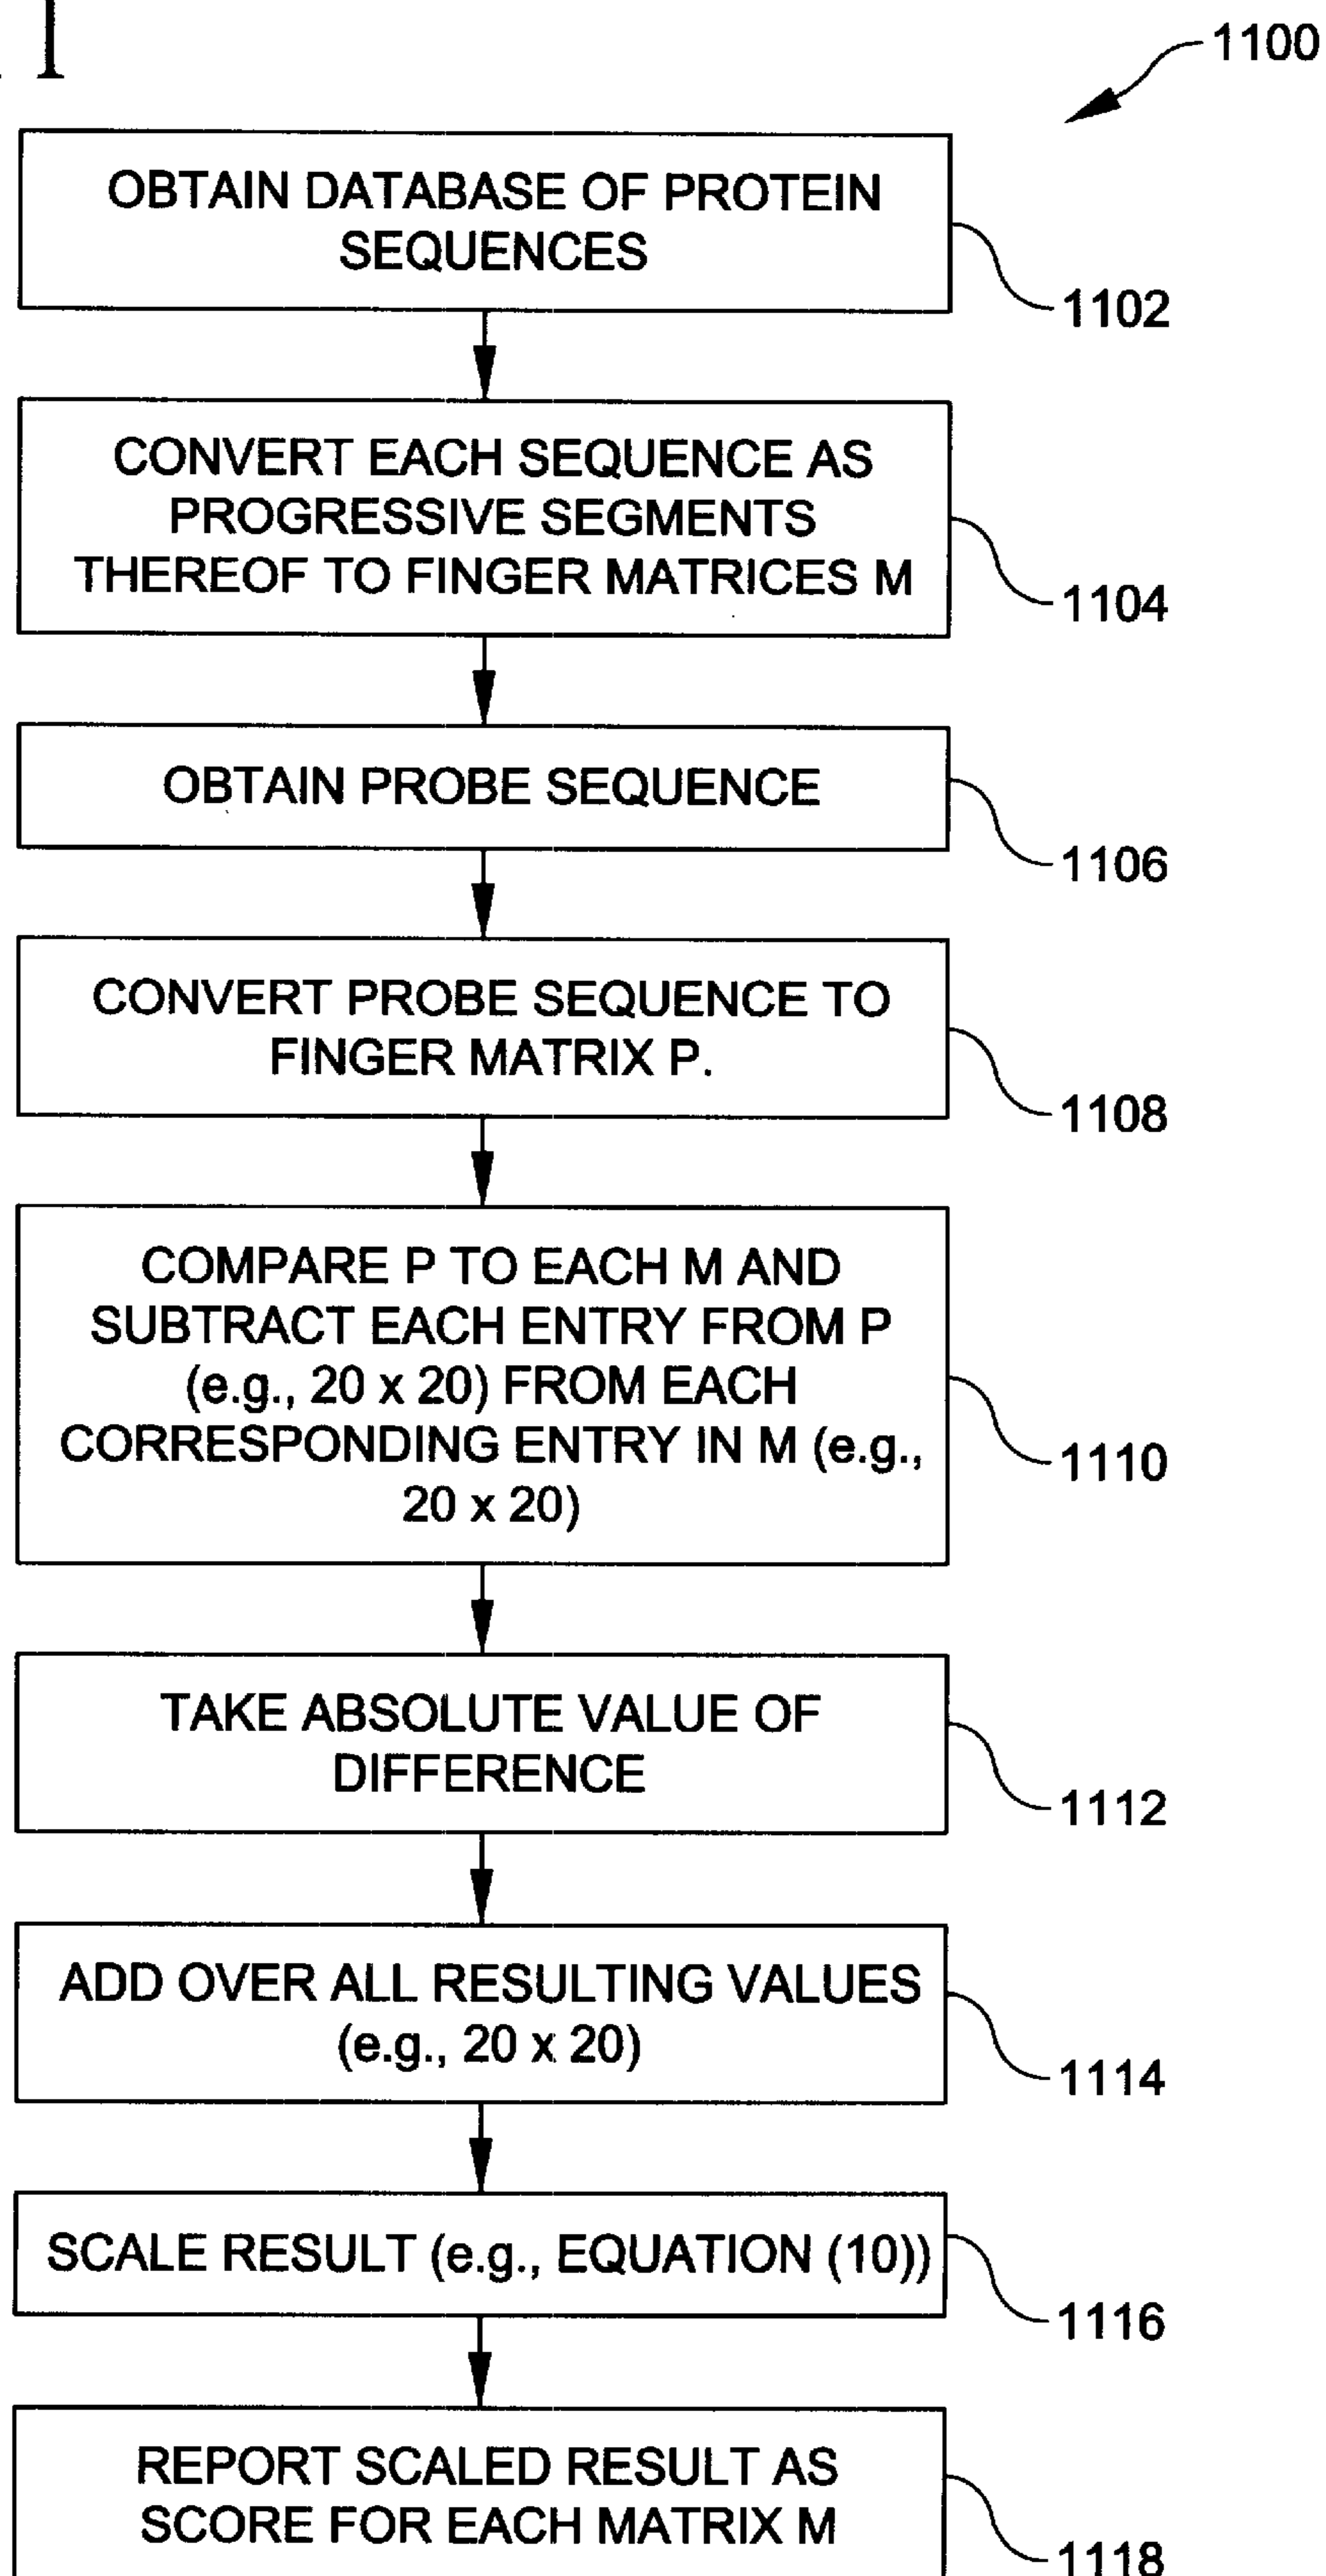 1100
OBTAIN DATABASE OF PROTEIN
SEQUENCES
1102
CONVERT EACH SEQUENCE AS
PROGRESSIVE SEGMENTS
THEREOF TO FINGER MATRICES M
1104
OBTAIN PROBE SEQUENCE
1106
CONVERT PROBE SEQUENCE TO
FINGER MATRIX P.
1108
COMPARE P TO EACH M AND
SUBTRACT EACH ENTRY FROM P
(e.g., 20 x 20) FROM EACH
CORRESPONDING ENTRY IN M (e.g.,
20 x 20)
1110
TAKE ABSOLUTE VALUE OF
DIFFERENCE
1112
ADD OVER ALL RESULTING VALUES
(e.g., 20 x 20)
1114
SCALE RESULT (e.g., EQUATION (10))
1116
REPORT SCALED RESULT AS
SCORE FOR EACH MATRIX M
1118